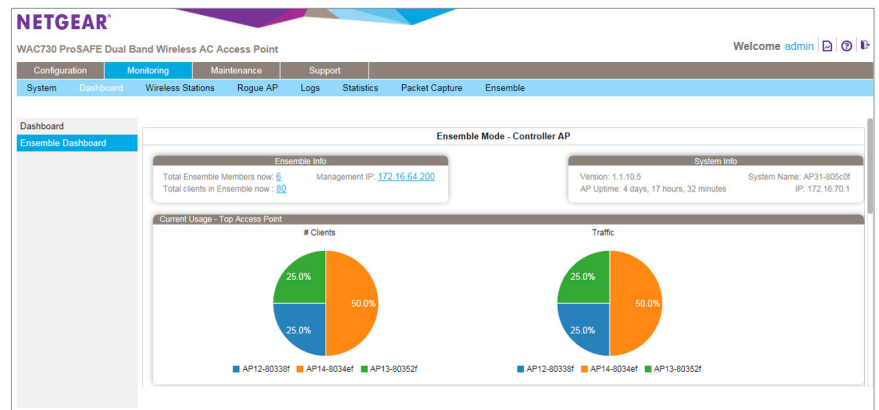 NETGEAR®
WAC730 ProSAFE Dual Band Wireless AC Access Point
Welcome admin
Configuration Monitoring Maintenance Support
System Dashboard Wireless Stations Rogue AP Logs Statistics Packet Capture Ensemble
Dashboard
Ensemble Dashboard
Ensemble Mode - Controller AP
Ensemble Info
Total Ensemble Members now: 6 Management IP: 172.16.64.200
Total clients in Ensemble now : 80
System Info
Version: 1.1.10.5 System Name: AP31-805c0f
AP Uptime: 4 days, 17 hours, 32 minutes IP: 172.16.70.1
Current Usage - Top Access Point
# Clients
25.0%
50.0%
25.0%
AP12-80338f AP14-8034ef AP13-80352f
Traffic
25.0%
50.0%
25.0%
AP12-80338f AP14-8034ef AP13-80352f